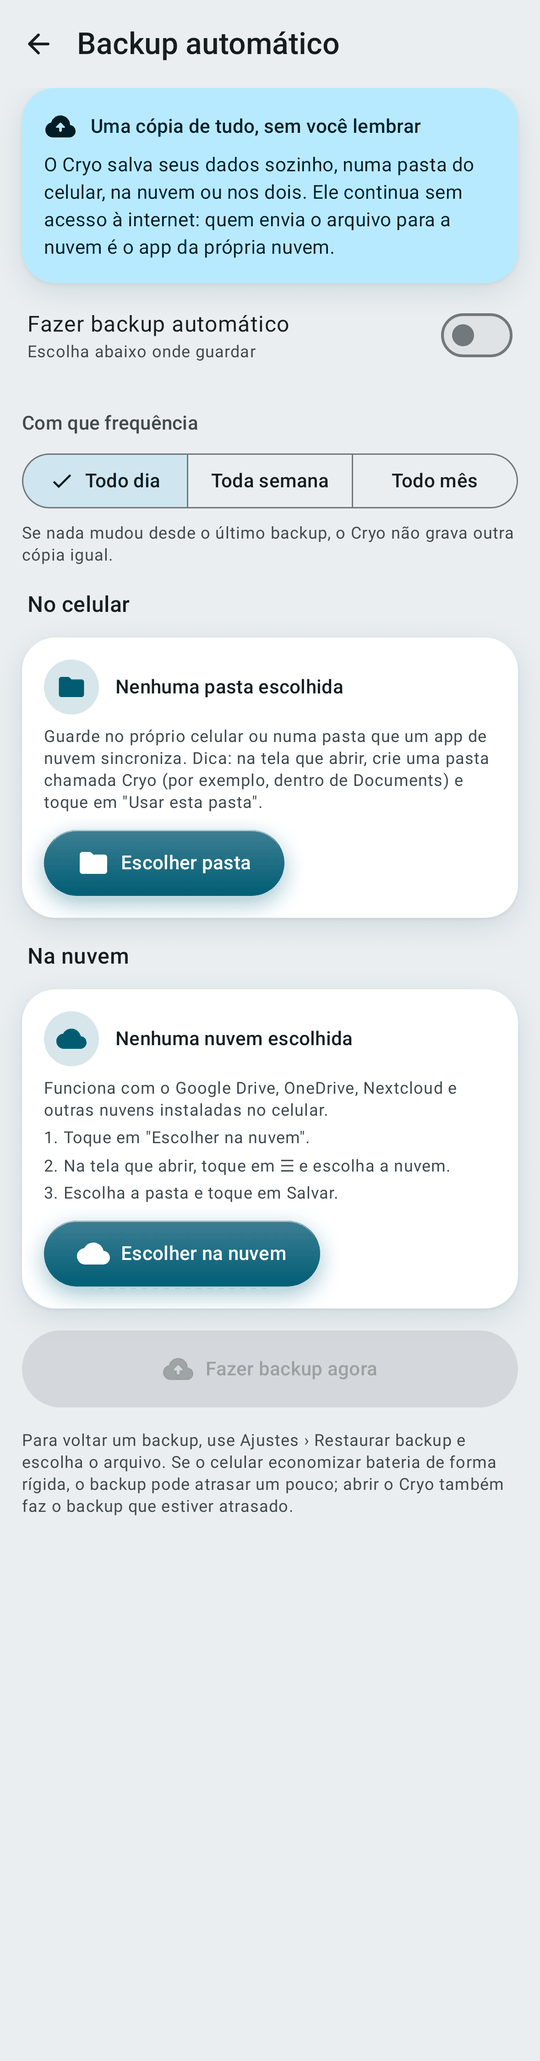 Backup automático
Uma cópia de tudo, sem você lembrar
O Cryo salva seus dados sozinho, numa pasta do
celular, na nuvem ou nos dois. Ele continua sem
acesso à internet: quem envia o arquivo para a
nuvem é o app da própria nuvem.
Fazer backup automático
Escolha abaixo onde guardar
Com que frequência
Todo dia
Toda semana
Todo mês
Se nada mudou desde o último backup, o Cryo não grava outra
cópia igual.
No celular
Nenhuma pasta escolhida
Guarde no próprio celular ou numa pasta que um app de
nuvem sincroniza. Dica: na tela que abrir, crie uma pasta
chamada Cryo (por exemplo, dentro de Documents) e
toque em "Usar esta pasta".
Escolher pasta
Na nuvem
Nenhuma nuvem escolhida
Funciona com o Google Drive, OneDrive, Nextcloud e
outras nuvens instaladas no celular.
1. Toque em "Escolher na nuvem".
2. Na tela que abrir, toque em ☰ e escolha a nuvem.
3. Escolha a pasta e toque em Salvar.
Escolher na nuvem
Fazer backup agora
Para voltar um backup, use Ajustes › Restaurar backup e
escolha o arquivo. Se o celular economizar bateria de forma
rígida, o backup pode atrasar um pouco; abrir o Cryo também
faz o backup que estiver atrasado.